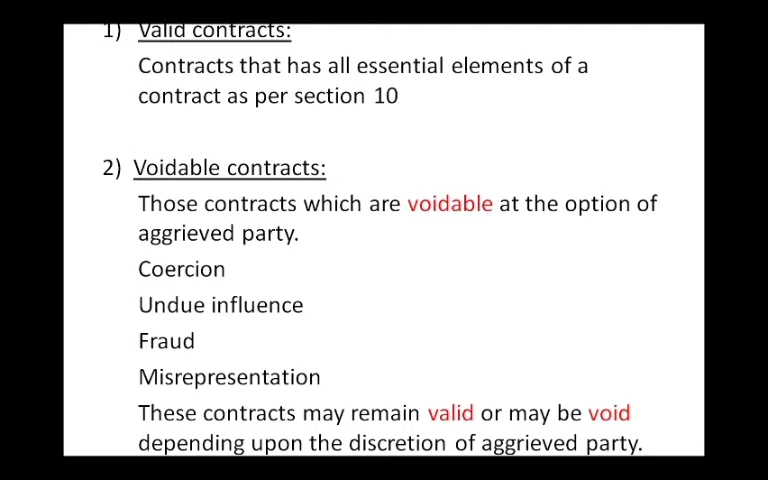 1) Valid contracts:
Contracts that has all essential elements of a
contract as per section 10
2) Voidable contracts:
Those contracts which are voidable at the option of
aggrieved party.
Coercion
Undue influence
Fraud
Misrepresentation
These contracts may remain valid or may be void
depending upon the discretion of aggrieved party.